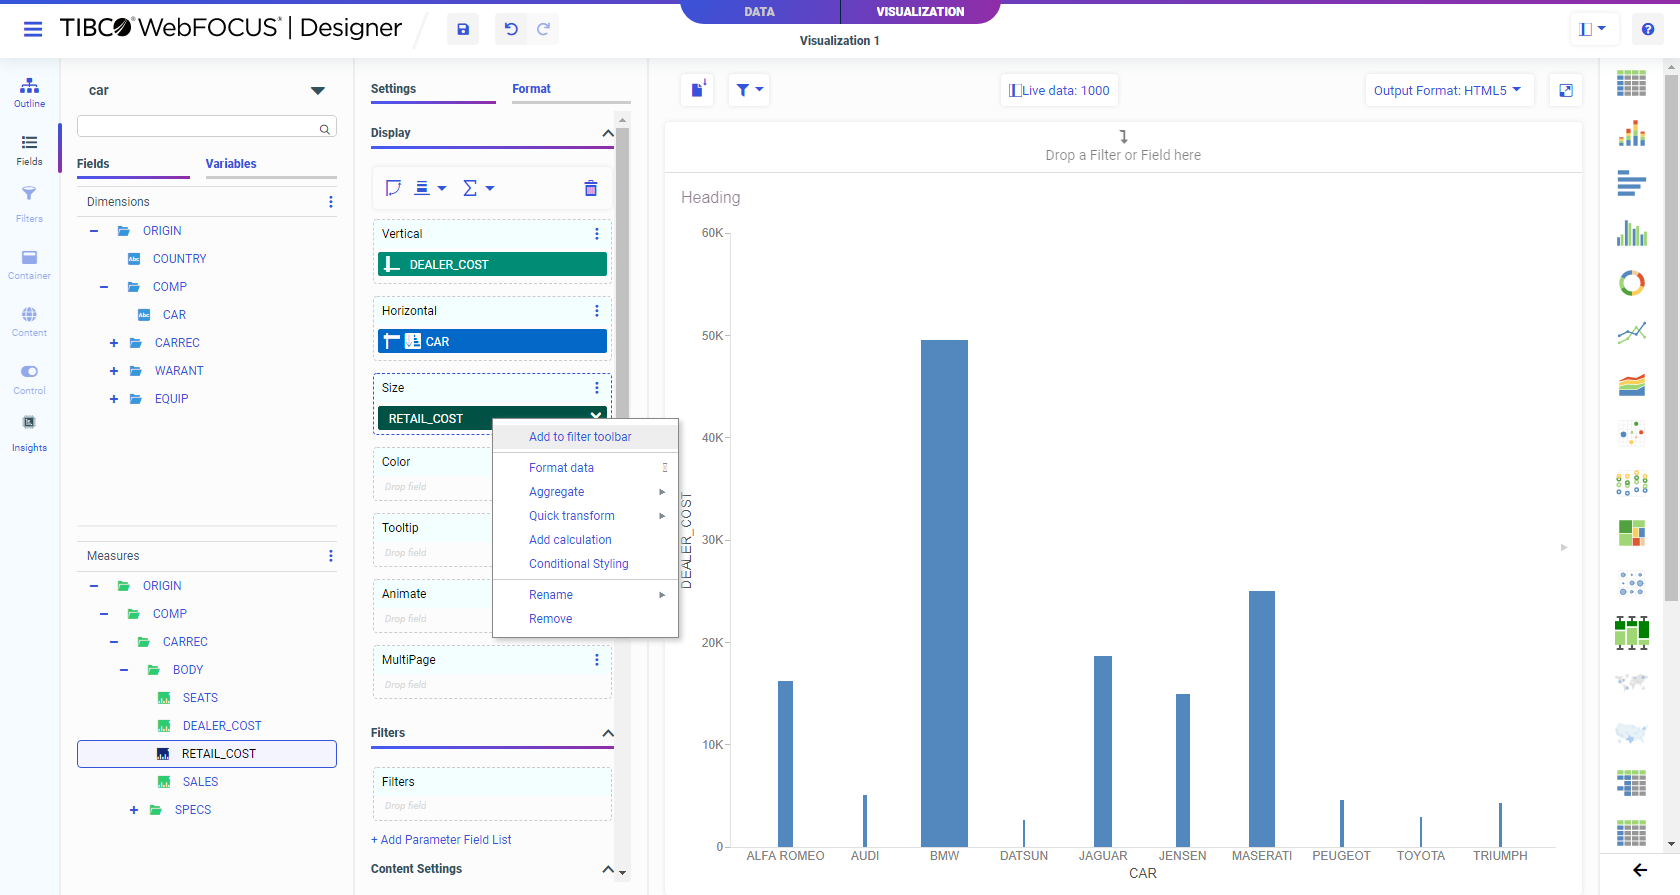 TIBCO® WebFOCUS® | Designer
DATA
VISUALIZATION
Visualization 1
Outline
Fields
Filters
Container
Content
Control
Insights
car
Fields
Variables
Dimensions
ORIGIN
Abc COUNTRY
COMP
Abc CAR
CARREC
WARANT
EQUIP
Measures
ORIGIN
COMP
CARREC
BODY
SEATS
DEALER_COST
RETAIL_COST
SALES
SPECS
Settings
Format
Display
Vertical
DEALER_COST
Horizontal
CAR
Size
RETAIL_COST
Color
Drop field
Tooltip
Drop field
Animate
Drop field
MultiPage
Drop field
Filters
Filters
Drop field
+ Add Parameter Field List
Content Settings
Add to filter toolbar
Format data
Aggregate
Quick transform
Add calculation
Conditional Styling
Rename
Remove
Live data: 1000
Output Format: HTML5
Drop a Filter or Field here
Heading
60K
50K
40K
30K
20K
10K
0
DEALER_COST
ALFA ROMEO
AUDI
BMW
DATSUN
JAGUAR
JENSEN
MASERATI
PEUGEOT
TOYOTA
TRIUMPH
CAR